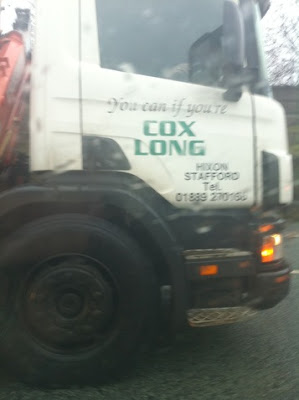 You can if you're
COX
LONG
HIXON
STAFFORD
Tel.
01889 270166